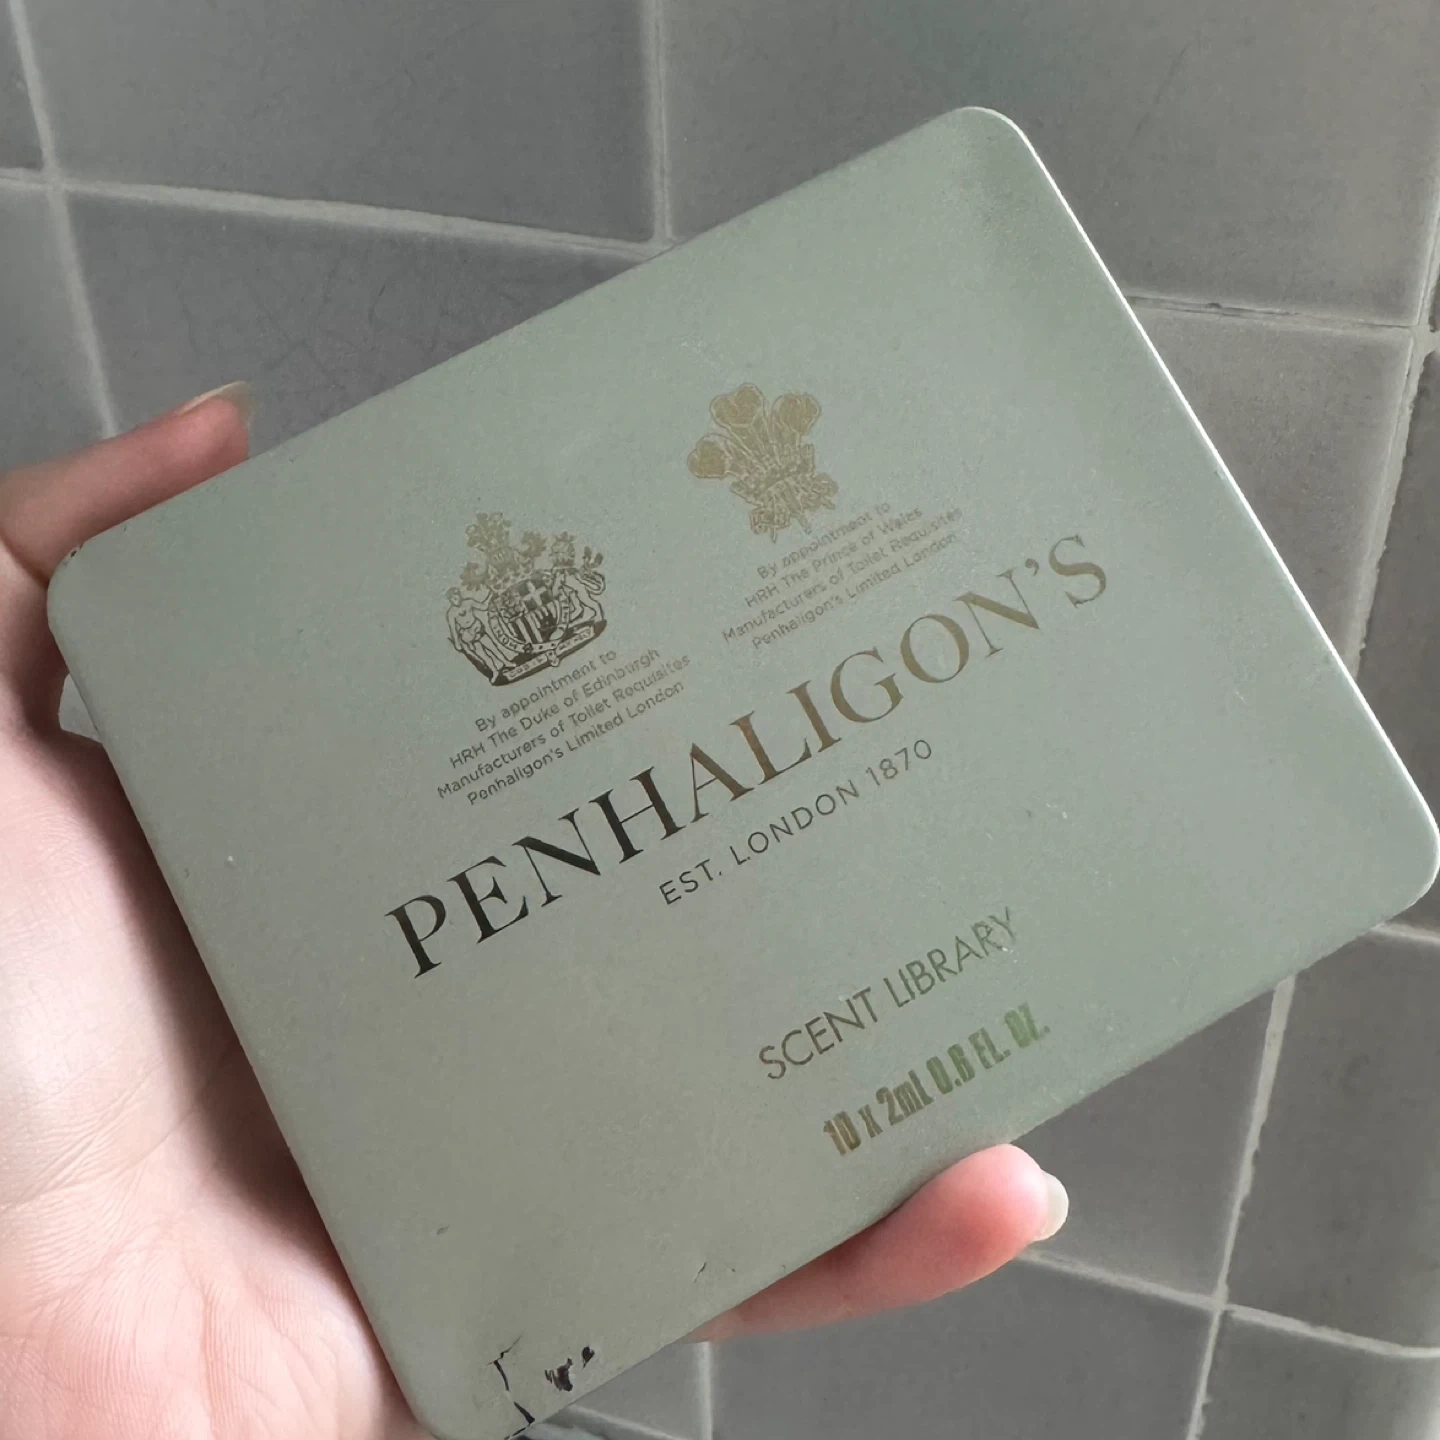 By appointment to
HRH The Duke of Edinburgh
Manufacturers of Toilet Requisites
Penhaligon's Limited London
By appointment to
HRH The Prince of Wales
Manufacturers of Toilet Requisites
Penhaligon's Limited London
PENHALIGON'S
EST. LONDON 1870
SCENT LIBRARY
10 x 2mL 0.6 FL. OZ.